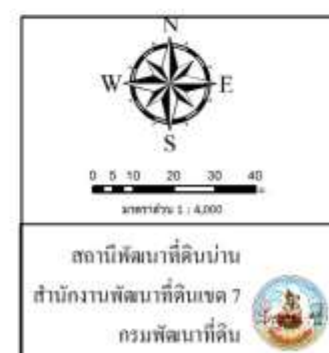 N
W E
S
0 5 10 20 30 40
มาตราส่วน 1 : 4,000
สถานีพัฒนาที่ดินน่าน
สำนักงานพัฒนาที่ดินเขต 7
กรมพัฒนาที่ดิน